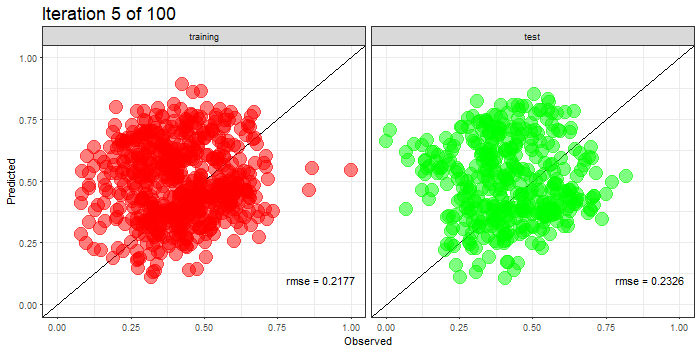 Iteration 5 of 100
training
test
1.00
0.75
0.50
0.25
0.00
Predicted
rmse = 0.2177
rmse = 0.2326
0.00 0.25 0.50 0.75 1.00
0.00 0.25 0.50 0.75 1.00
Observed